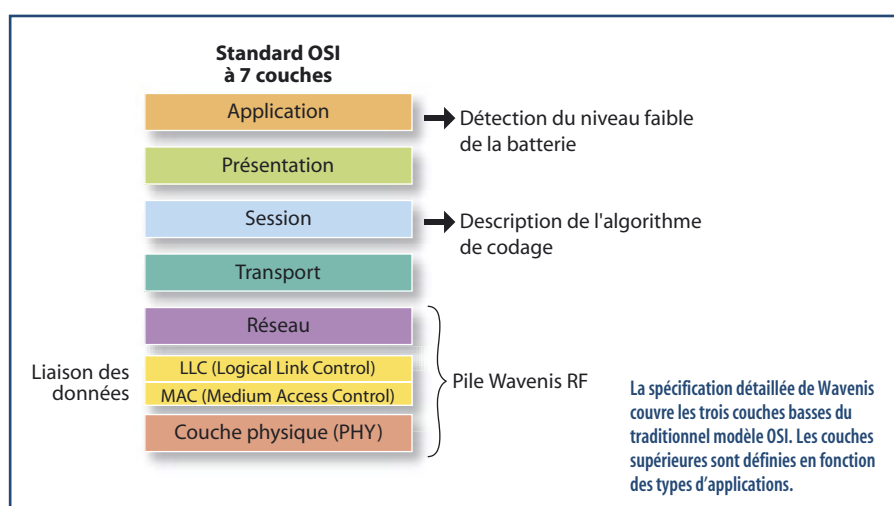 Standard OSI
à 7 couches
Application
Détection du niveau faible
de la batterie
Présentation
Session
Description de l'algorithme
de codage
Transport
Réseau
Liaison des
données
LLC (Logical Link Control)
MAC (Medium Access Control)
Pile Wavenis RF
Couche physique (PHY)
La spécification détaillée de Wavenis
couvre les trois couches basses du
traditionnel modèle OSI. Les couches
supérieures sont définies en fonction
des types d'applications.